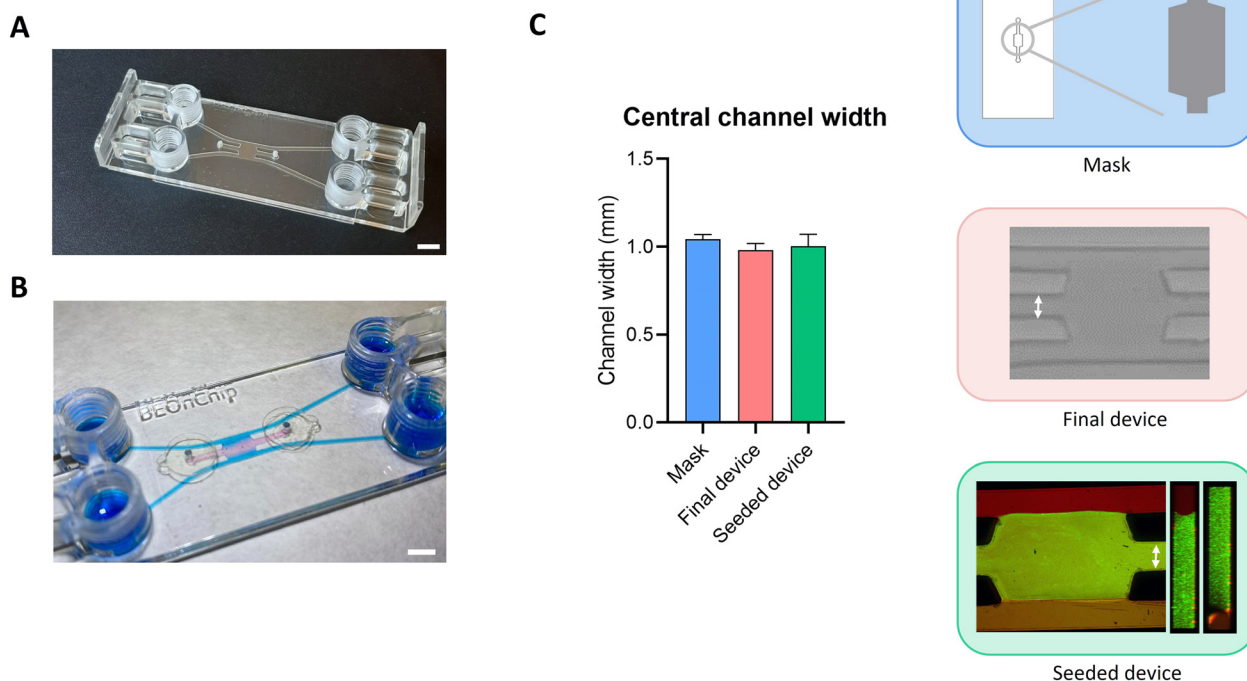 A
B
BEOnChip
C
Central channel width
Channel width (mm)
1.5
1.0
0.5
0.0
Mask
Final device
Seeded device
Mask
Final device
Seeded device